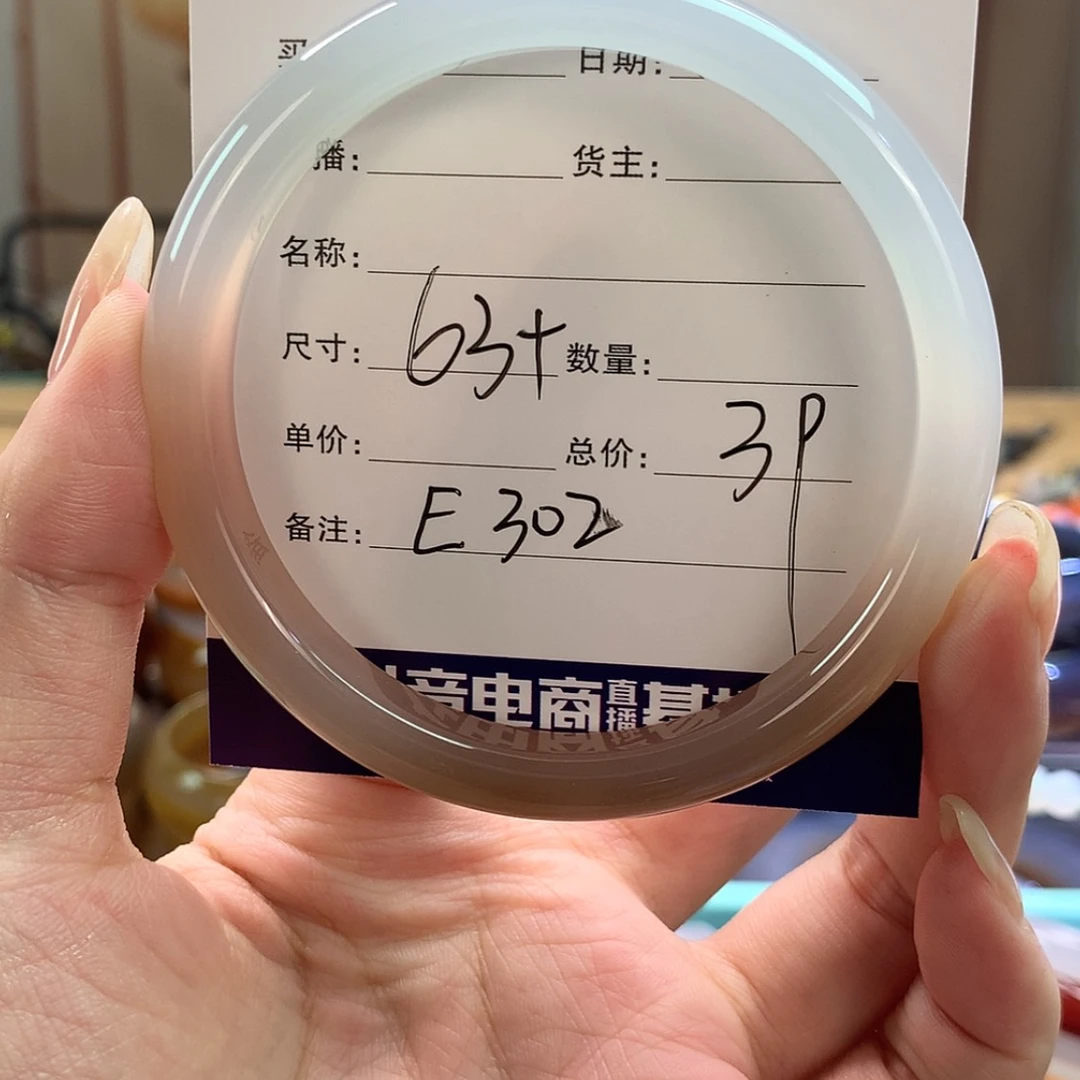 日期:
播: 货主:
名称:
尺寸: 63+ 数量:
单价: 总价: 39
备注: E302
音电商直播基